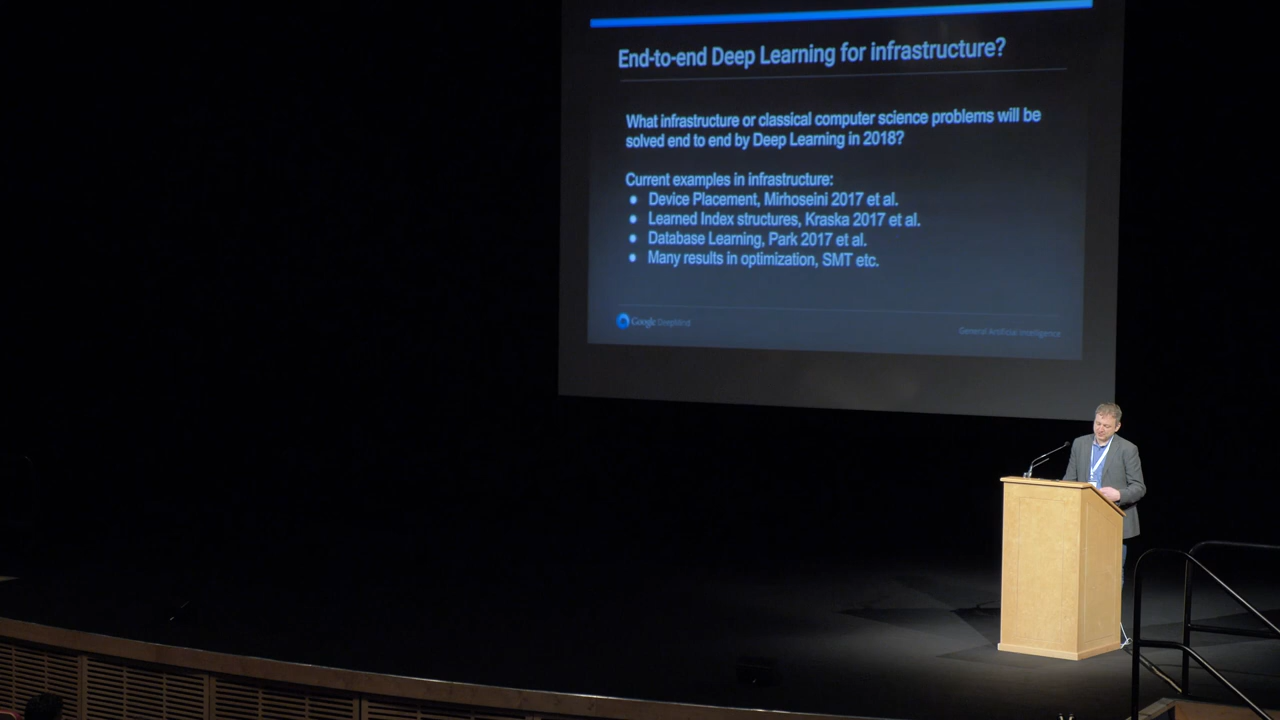 End-to-end Deep Learning for infrastructure?
What infrastructure or classical computer science problems will be
solved end to end by Deep Learning in 2018?
Current examples in infrastructure:
● Device Placement, Mirhoseini 2017 et al.
● Learned Index structures, Kraska 2017 et al.
● Database Learning, Park 2017 et al.
● Many results in optimization, SMT etc.
Google DeepMind
General Artificial Intelligence